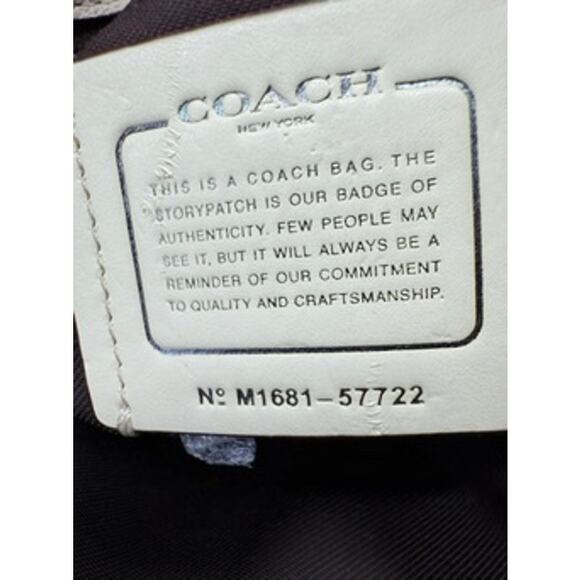 COACH
NEW YORK
THIS IS A COACH BAG. THE
STORYPATCH IS OUR BADGE OF
AUTHENTICITY. FEW PEOPLE MAY
SEE IT, BUT IT WILL ALWAYS BE A
REMINDER OF OUR COMMITMENT
TO QUALITY AND CRAFTSMANSHIP.
Nº M1681-57722